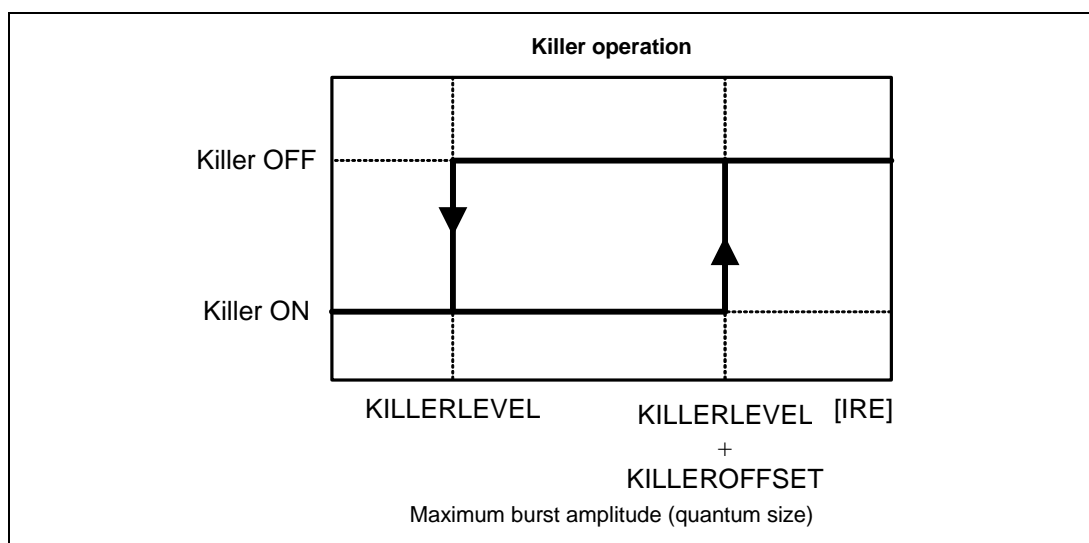 Killer operation
Killer OFF
Killer ON
KILLERLEVEL
KILLERLEVEL
+
KILLEROFFSET
[IRE]
Maximum burst amplitude (quantum size)